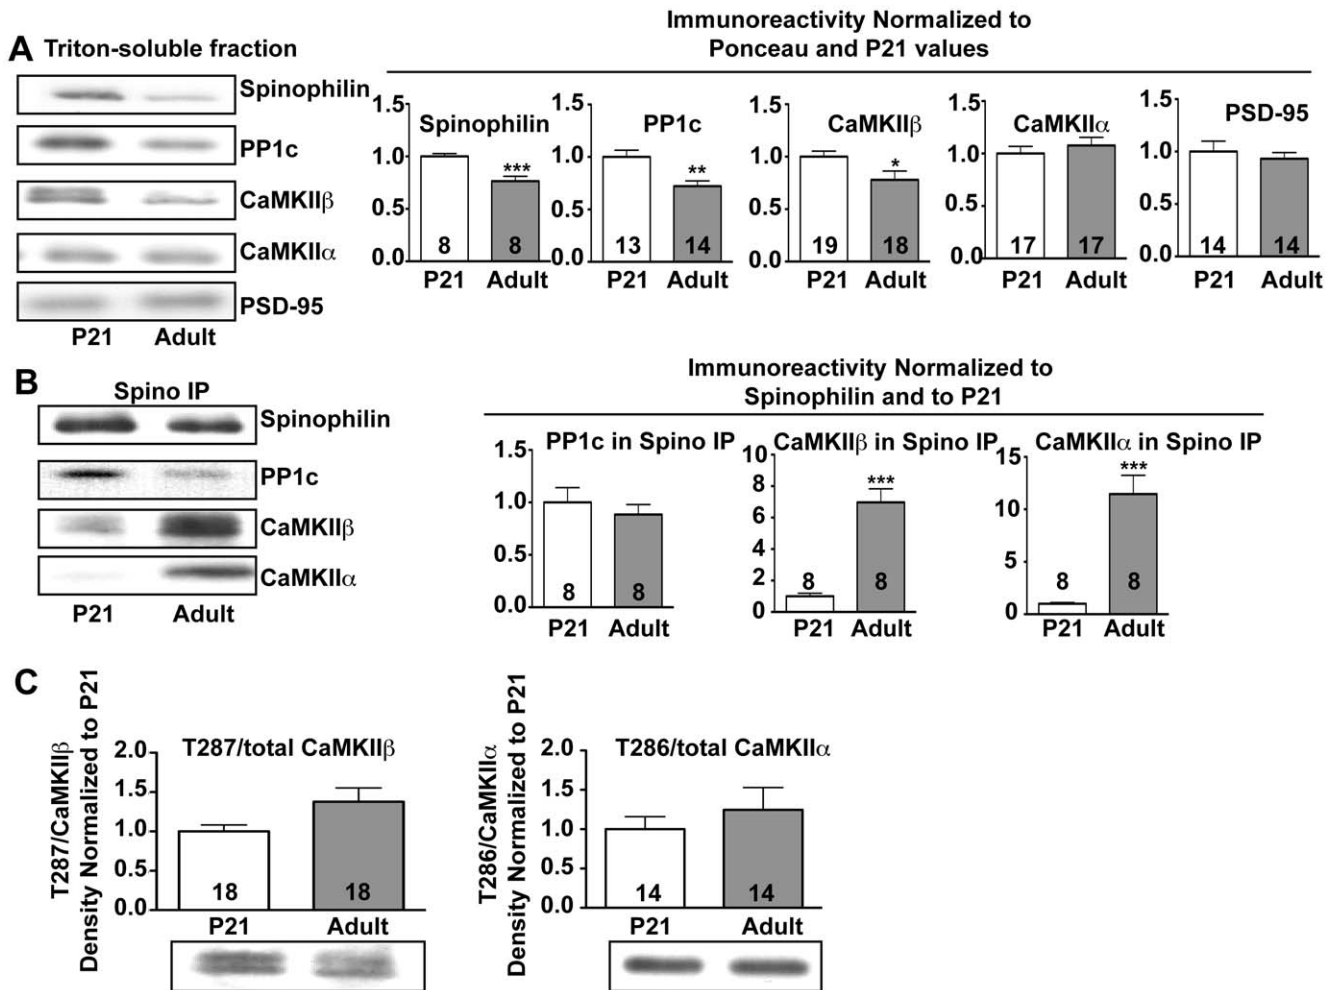 A Triton-soluble fraction
Spinophilin
PP1c
CaMKIIβ
CaMKIIα
PSD-95
P21 Adult
Immunoreactivity Normalized to
Ponceau and P21 values
Spinophilin
1.5
1.0
0.5
0.0
***
8 8
P21 Adult
PP1c
1.5
1.0
0.5
0.0
**
13 14
P21 Adult
CaMKIIβ
1.5
1.0
0.5
0.0
*
19 18
P21 Adult
CaMKIIα
1.5
1.0
0.5
0.0
17 17
P21 Adult
PSD-95
1.5
1.0
0.5
0.0
14 14
P21 Adult
B
Spino IP
Spinophilin
PP1c
CaMKIIβ
CaMKIIα
P21 Adult
Immunoreactivity Normalized to
Spinophilin and to P21
PP1c in Spino IP
1.5
1.0
0.5
0.0
8 8
P21 Adult
CaMKIIβ in Spino IP
10
8
6
4
2
0
***
8 8
P21 Adult
CaMKIIα in Spino IP
15
10
5
0
***
8 8
P21 Adult
C
T287/CaMKIIβ
Density Normalized to P21
T287/total CaMKIIβ
2.0
1.5
1.0
0.5
0.0
18 18
P21 Adult
T286/CaMKIIα
Density Normalized to P21
T286/total CaMKIIα
2.0
1.5
1.0
0.5
0.0
14 14
P21 Adult